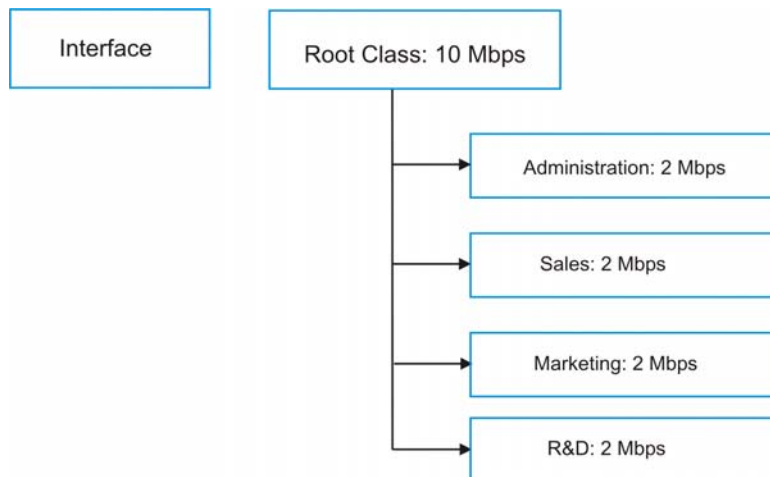 Interface
Root Class: 10 Mbps
Administration: 2 Mbps
Sales: 2 Mbps
Marketing: 2 Mbps
R&D: 2 Mbps